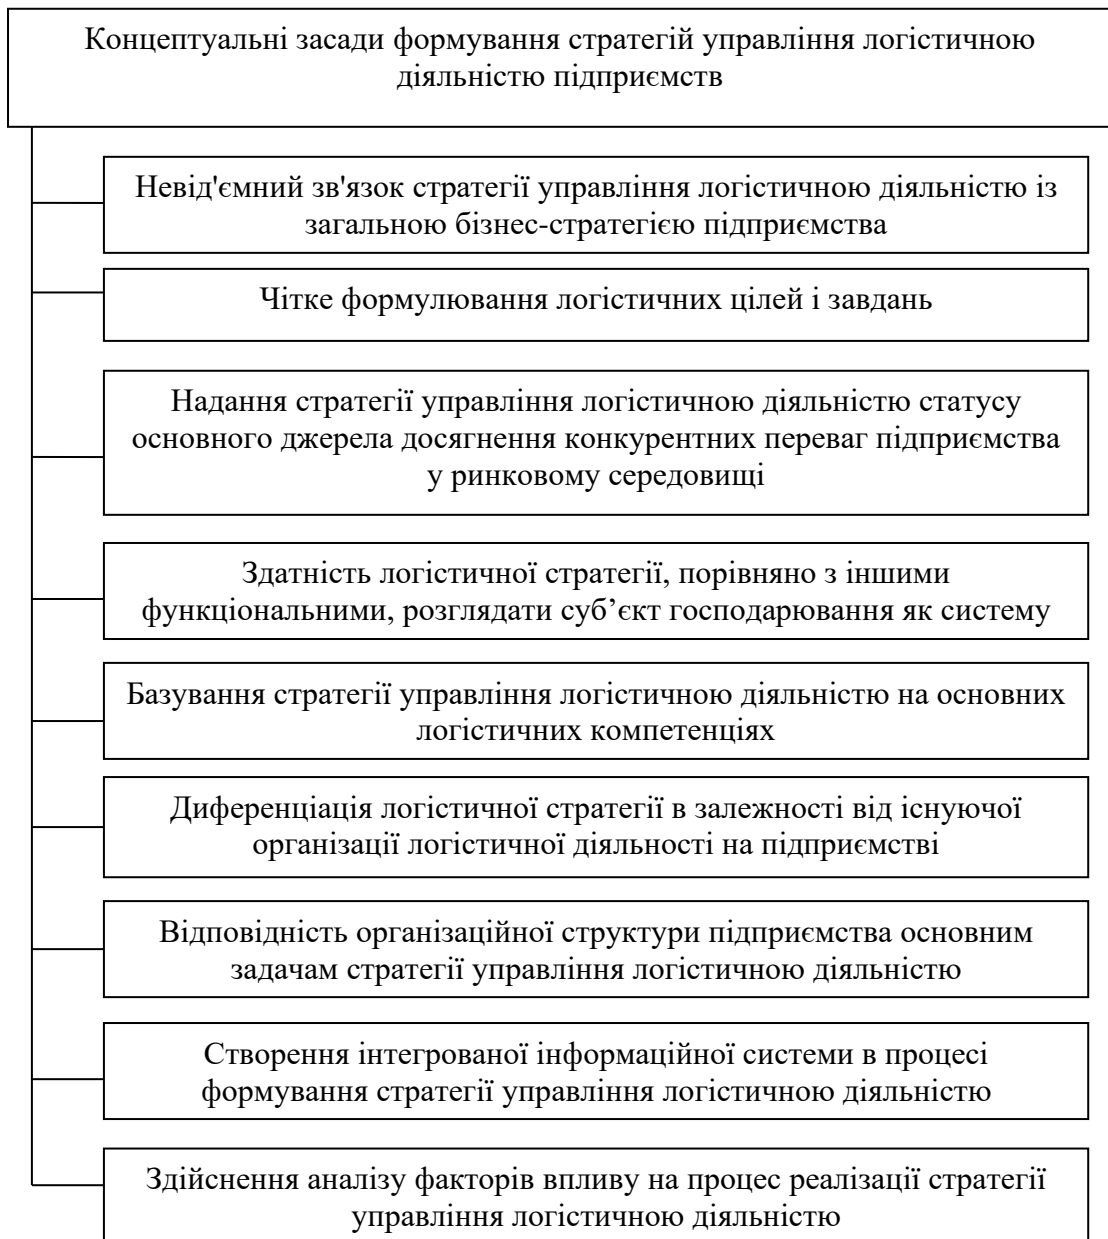 Концептуальні засади формування стратегій управління логістичною
діяльністю підприємств
Невід'ємний зв'язок стратегії управління логістичною діяльністю із
загальною бізнес-стратегією підприємства
Чітке формулювання логістичних цілей і завдань
Надання стратегії управління логістичною діяльністю статусу
основного джерела досягнення конкурентних переваг підприємства
у ринковому середовищі
Здатність логістичної стратегії, порівняно з іншими
функціональними, розглядати суб’єкт господарювання як систему
Базування стратегії управління логістичною діяльністю на основних
логістичних компетенціях
Диференціація логістичної стратегії в залежності від існуючої
організації логістичної діяльності на підприємстві
Відповідність організаційної структури підприємства основним
задачам стратегії управління логістичною діяльністю
Створення інтегрованої інформаційної системи в процесі
формування стратегії управління логістичною діяльністю
Здійснення аналізу факторів впливу на процес реалізації стратегії
управління логістичною діяльністю